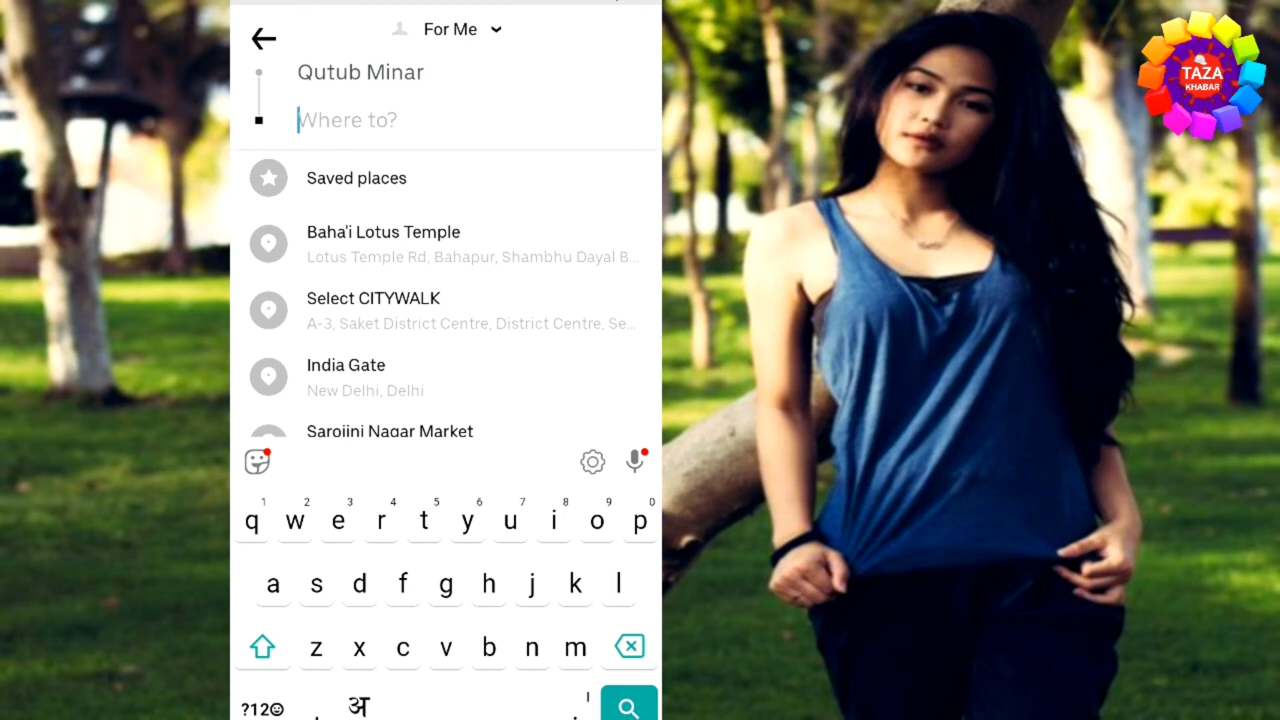 For Me
Qutub Minar
Where to?
Saved places
Baha'i Lotus Temple
Lotus Temple Rd, Bahapur, Shambhu Dayal B...
Select CITYWALK
A-3, Saket District Centre, District Centre, Se...
India Gate
New Delhi, Delhi
Sarojini Nagar Market
1 2 3 4 5 6 7 8 9 0
q w e r t y u i o p
a s d f g h j k l
z x c v b n m
?12☺ , अ . !
TAZA
KHABAR